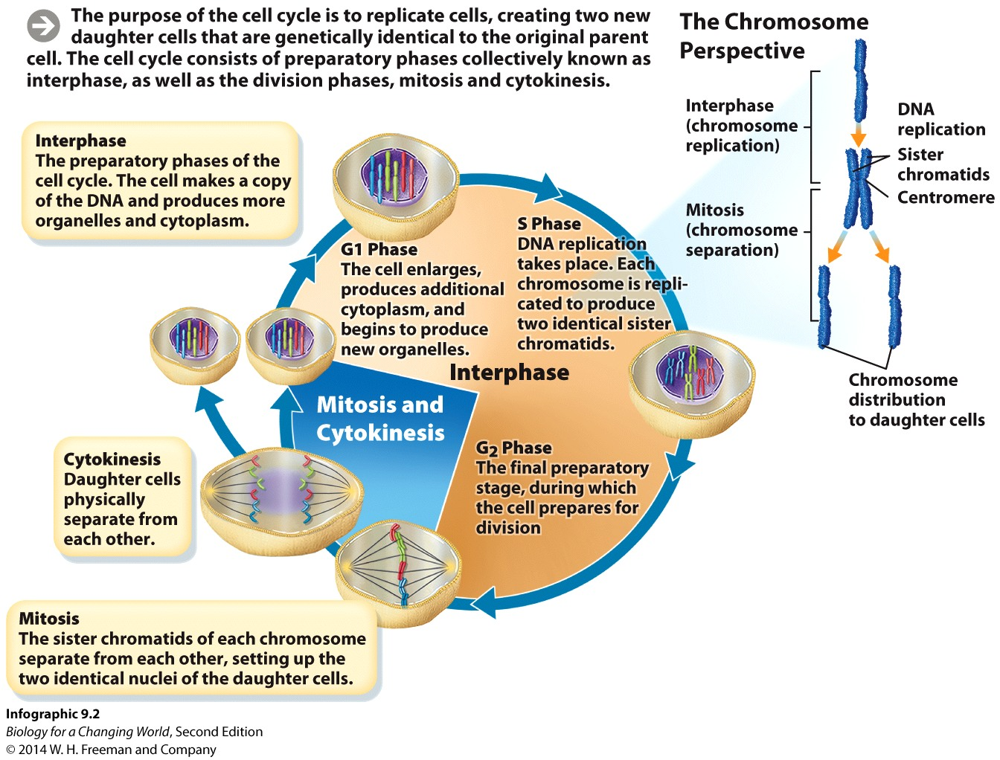 The purpose of the cell cycle is to replicate cells, creating two new
daughter cells that are genetically identical to the original parent
cell. The cell cycle consists of preparatory phases collectively known as
interphase, as well as the division phases, mitosis and cytokinesis.
The Chromosome
Perspective
Interphase
(chromosome
replication)
DNA
replication
Sister
chromatids
Centromere
Mitosis
(chromosome
separation)
Chromosome
distribution
to daughter cells
Interphase
The preparatory phases of the
cell cycle. The cell makes a copy
of the DNA and produces more
organelles and cytoplasm.
G1 Phase
The cell enlarges,
produces additional
cytoplasm, and
begins to produce
new organelles.
S Phase
DNA replication
takes place. Each
chromosome is repli-
cated to produce
two identical sister
chromatids.
Interphase
Mitosis and
Cytokinesis
G2 Phase
The final preparatory
stage, during which
the cell prepares for
division
Cytokinesis
Daughter cells
physically
separate from
each other.
Mitosis
The sister chromatids of each chromosome
separate from each other, setting up the
two identical nuclei of the daughter cells.
Infographic 9.2
Biology for a Changing World, Second Edition
© 2014 W. H. Freeman and Company